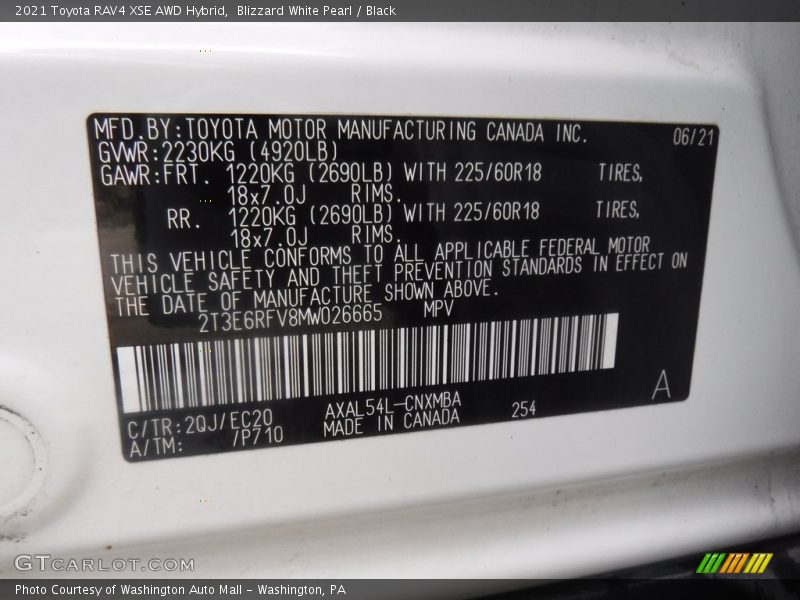 2021 Toyota RAV4 XSE AWD Hybrid,  Blizzard White Pearl / Black
MFD.BY:TOYOTA MOTOR MANUFACTURING CANADA INC. 06/21
GVWR:2230KG (4920LB)
GAWR:FRT. 1220KG (2690LB) WITH 225/60R18 TIRES,
18x7.0J RIMS.
RR. 1220KG (2690LB) WITH 225/60R18 TIRES,
18x7.0J RIMS.
THIS VEHICLE CONFORMS TO ALL APPLICABLE FEDERAL MOTOR
VEHICLE SAFETY AND THEFT PREVENTION STANDARDS IN EFFECT ON
THE DATE OF MANUFACTURE SHOWN ABOVE.
2T3E6RFV8MW026665 MPV
A
C/TR:2QJ/EC20 AXAL54L-CNXMBA 254
A/TM: /P710 MADE IN CANADA
GTCARLOT.COM
Photo Courtesy of Washington Auto Mall - Washington, PA